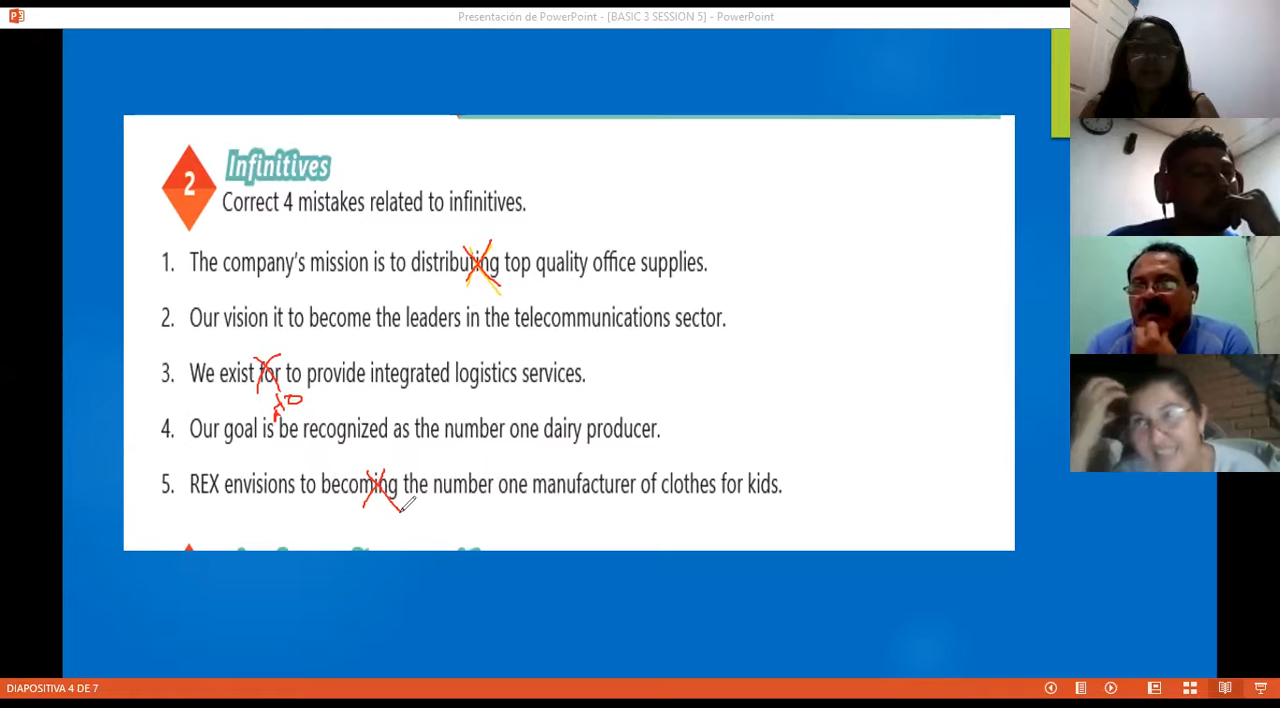 Presentación de PowerPoint - [BASIC 3 SESSION 5] - PowerPoint
2
Infinitives
Correct 4 mistakes related to infinitives.
1. The company's mission is to distributing top quality office supplies.
2. Our vision it to become the leaders in the telecommunications sector.
3. We exist for to provide integrated logistics services.
to
4. Our goal is be recognized as the number one dairy producer.
5. REX envisions to becoming the number one manufacturer of clothes for kids.
DIAPOSITIVA 4 DE 7